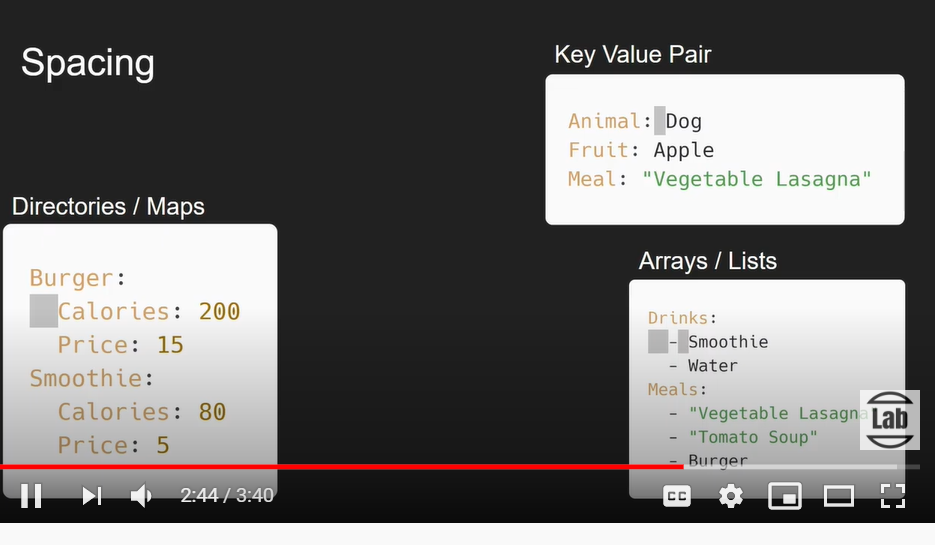 Spacing
Key Value Pair
Animal: Dog
Fruit: Apple
Meal: "Vegetable Lasagna"
Directories / Maps
Burger:
Calories: 200
Price: 15
Smoothie:
Calories: 80
Price: 5
Arrays / Lists
Drinks:
- Smoothie
- Water
Meals:
- "Vegetable Lasagna
- "Tomato Soup"
- Burger
Lab
2:44 / 3:40
CC